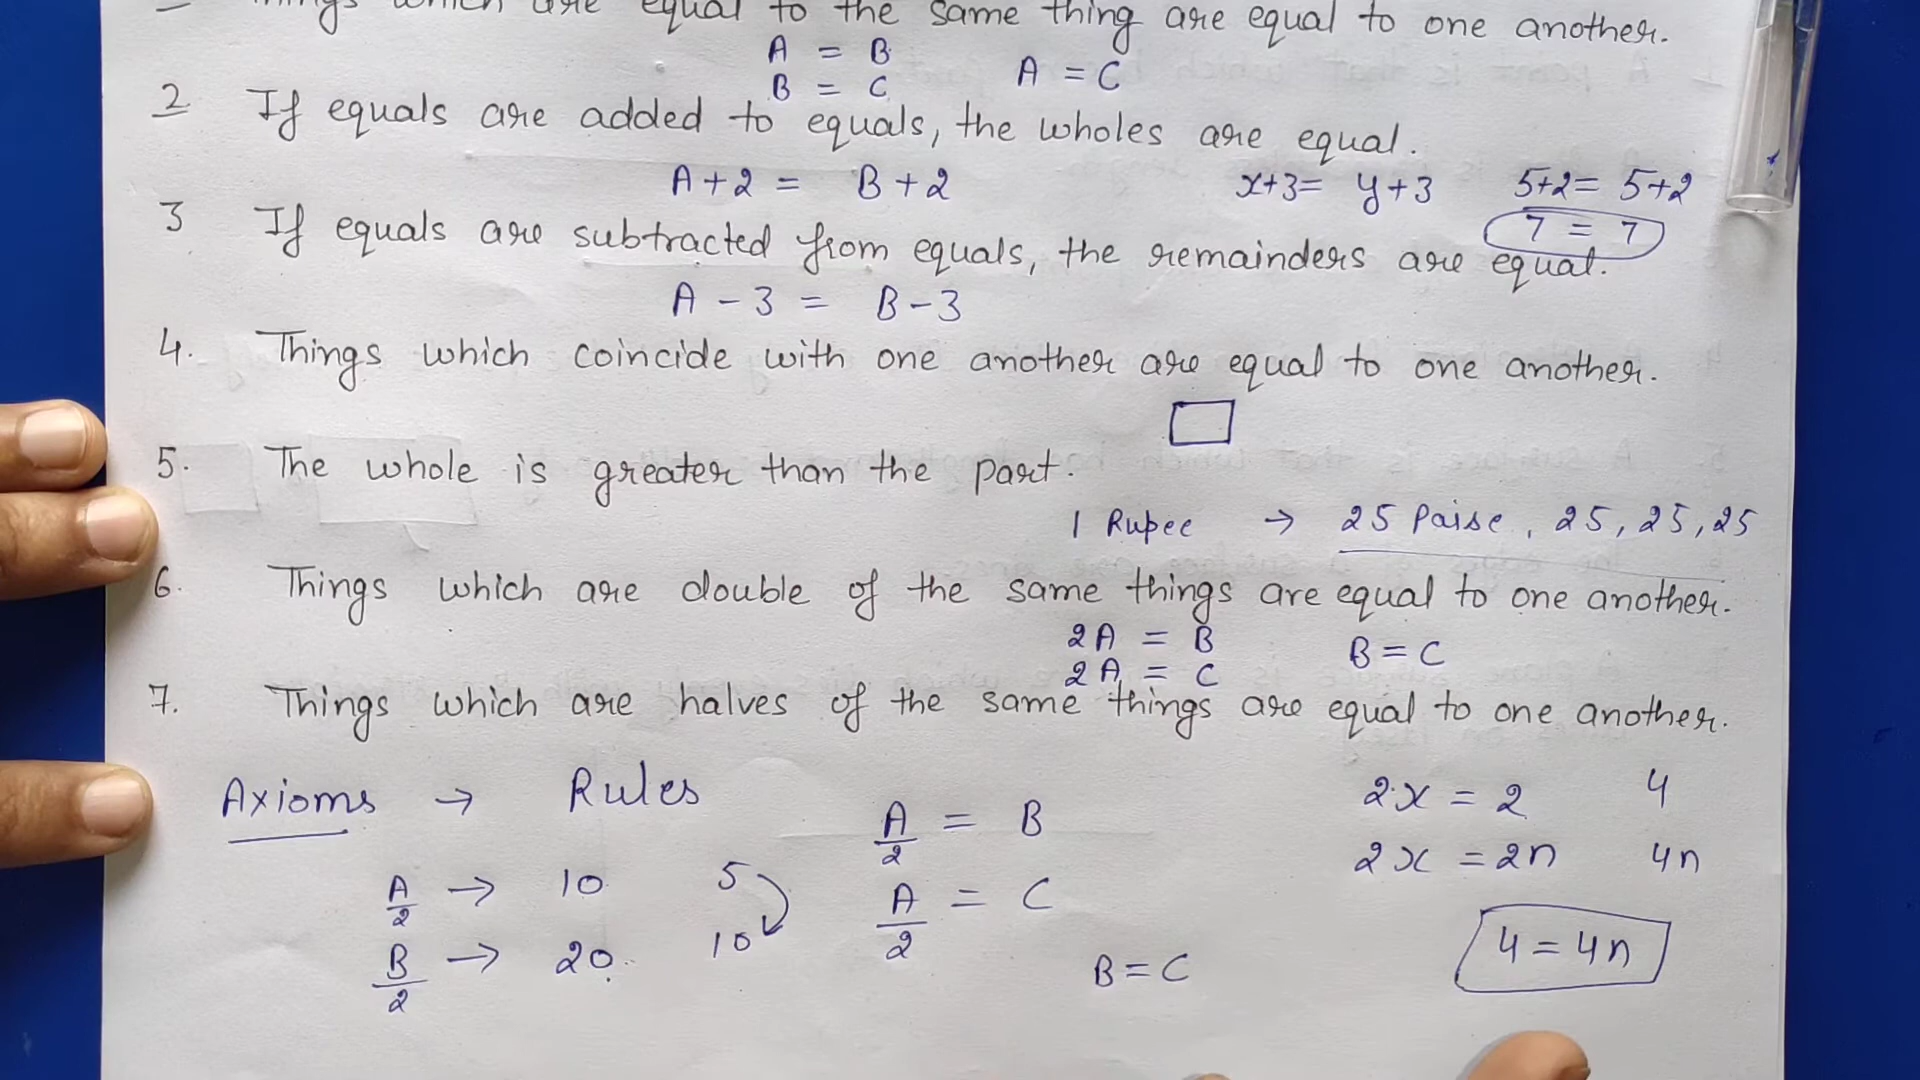 Things which are equal to the same thing are equal to one another.
A = B
B = C
A = C
2 If equals are added to equals, the wholes are equal.
A+2 = B+2
x+3= y+3
5+2= 5+2
7 = 7
3 If equals are subtracted from equals, the remainders are equal.
A - 3 = B-3
4. Things which coincide with one another are equal to one another.
5. The whole is greater than the part.
1 Rupee → 25 Paise, 25, 25, 25
6. Things which are double of the same things are equal to one another.
2A = B
2A = C
B = C
7. Things which are halves of the same things are equal to one another.
Axioms → Rules
A/2 → 10 5
B/2 → 20 10
A/2 = B
A/2 = C
B = C
2x = 2 4
2x = 2n 4n
4 = 4n